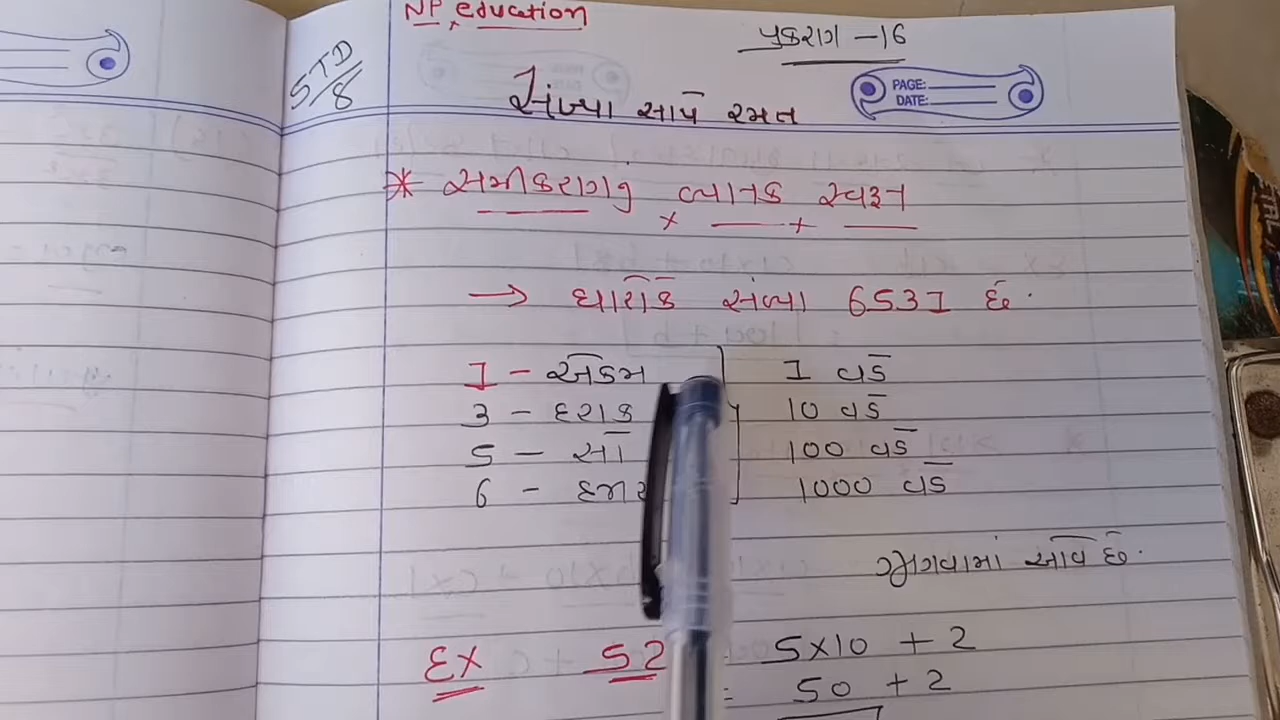 NP education
પ્રકરણ - 16
STD/8
સંખ્યા સાથે રમત
PAGE:
DATE:
* સમીકરણનું વ્યાપક સ્વરૂપ
→ ધારોકે સંખ્યા 6531 છે.
1 - એકમ 1 વડે
3 - દશક 10 વડે
5 - સો 100 વડે
6 - 1000 વડે
ગુણવામાં આવે છે.
EX 52 = 5×10 + 2
= 50 + 2